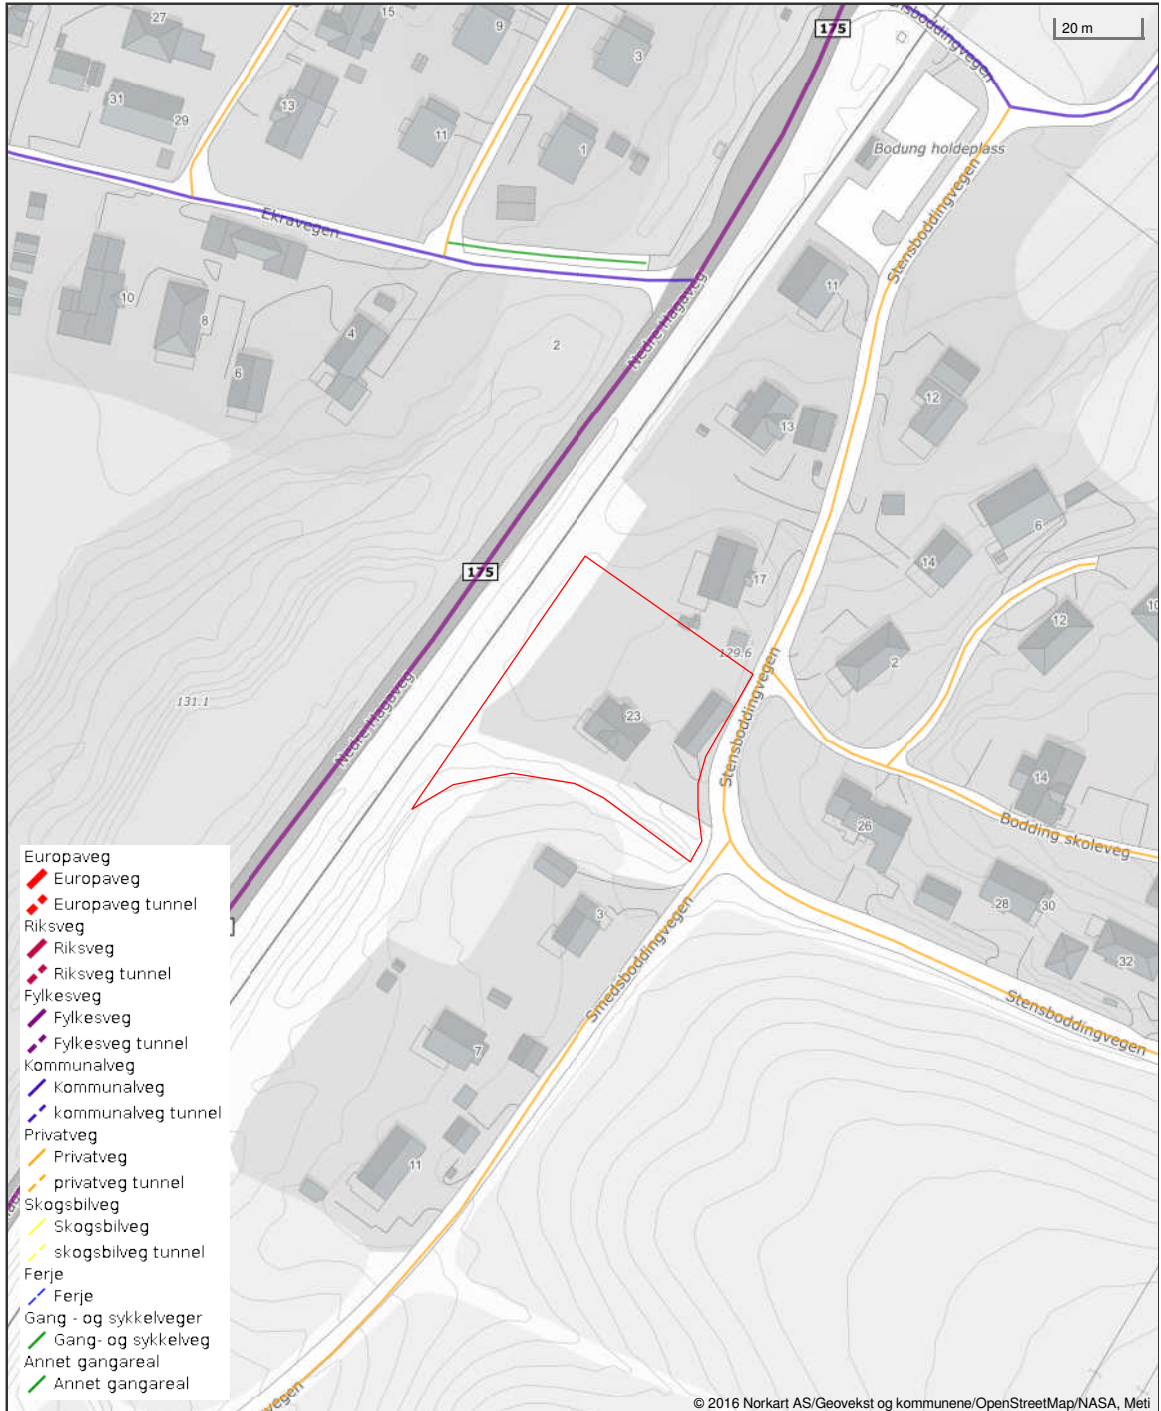 27
15
9
3
175
20 m
Stensboddingvegen
31
29
13
11
1
Bodung holdeplass
Stensboddingvegen
Ekravegen
10
8
6
4
2
Nedre Hagaveg
11
12
13
6
14
17
175
129.6
12
10
2
131.1
Nedre Hagaveg
23
Stensboddingvegen
14
26
Bodding skoleveg
28
30
32
3
7
11
Smedsboddingvegen
Stensboddingvegen
vegen
Europaveg
Europaveg
Europaveg tunnel
Riksveg
Riksveg
Riksveg tunnel
Fylkesveg
Fylkesveg
Fylkesveg tunnel
Kommunalveg
Kommunalveg
kommunalveg tunnel
Privatveg
Privatveg
privatveg tunnel
Skogsbilveg
Skogsbilveg
skogsbilveg tunnel
Ferje
Ferje
Gang - og sykkelveger
Gang- og sykkelveg
Annet gangareal
Annet gangareal
© 2016 Norkart AS/Geovekst og kommunene/OpenStreetMap/NASA, Meti